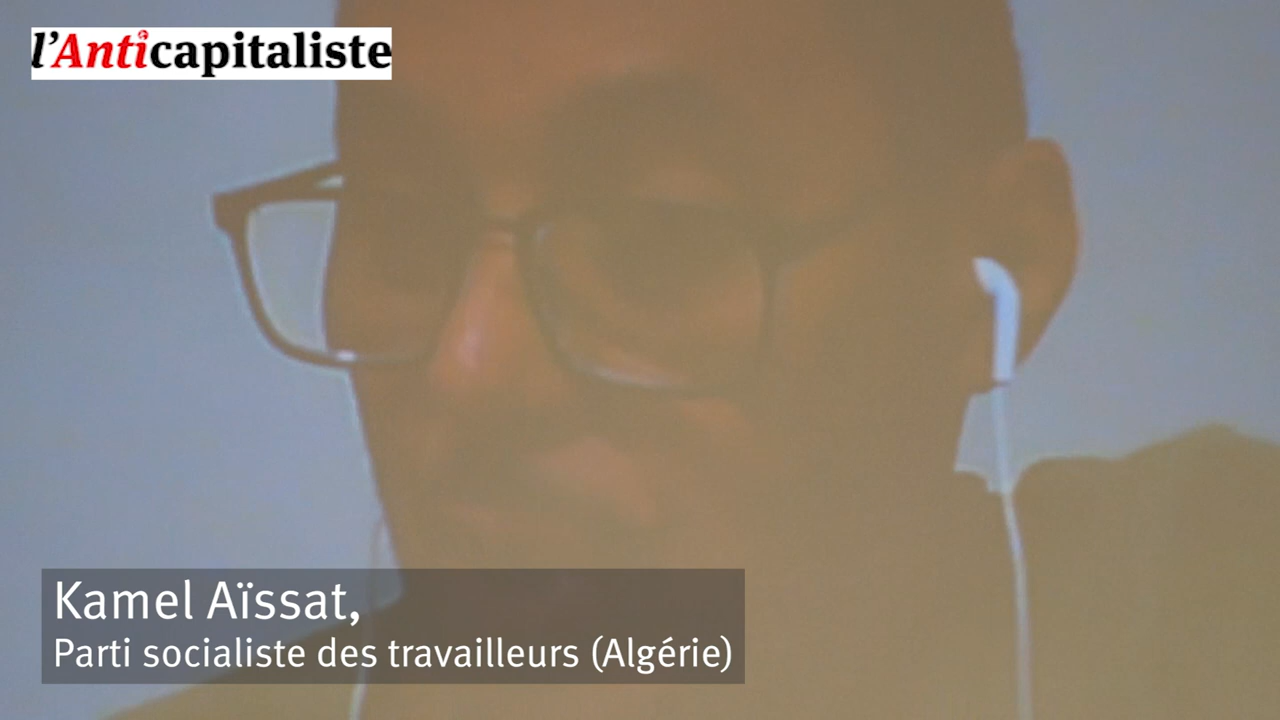 l'Anticapitaliste
Kamel Aïssat,
Parti socialiste des travailleurs (Algérie)